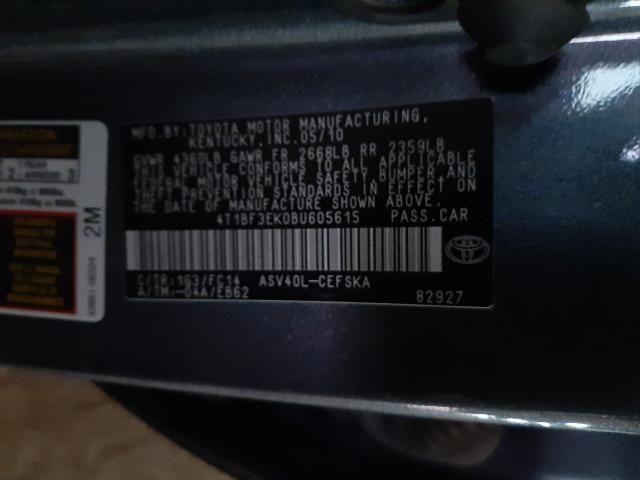 MFD.BY:TOYOTA MOTOR MANUFACTURING,
KENTUCKY,INC. 05/10
GVWR 4360LB GAWR FR 2668LB RR 2359LB
THIS VEHICLE CONFORMS TO ALL APPLICABLE
FEDERAL MOTOR VEHICLE SAFETY, BUMPER, AND
THEFT PREVENTION STANDARDS IN EFFECT ON
THE DATE OF MANUFACTURE SHOWN ABOVE.
4T1BF3EK0BU605615 PASS.CAR
C/TR:1G3/FC14 ASV40L-CEFSKA
A/TM:-04A/EB62 82927
TOYOTA
2M